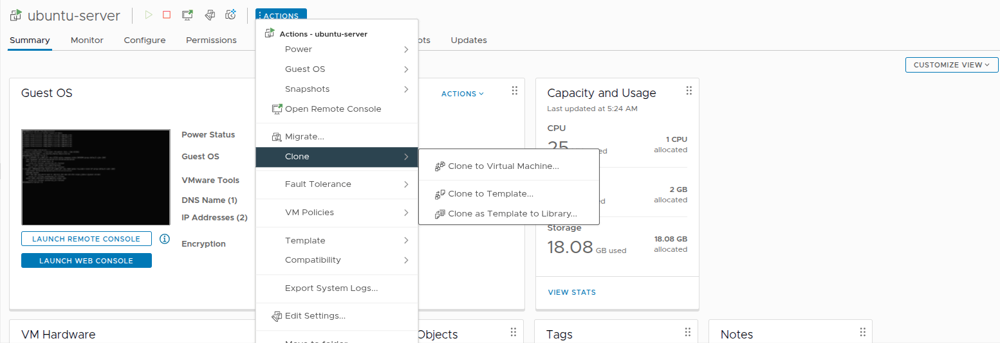 ubuntu-server
ACTIONS
Summary Monitor Configure Permissions ots Updates
CUSTOMIZE VIEW
Actions - ubuntu-server
Power
Guest OS
Snapshots
Open Remote Console
Migrate...
Clone
Fault Tolerance
VM Policies
Template
Compatibility
Export System Logs...
Edit Settings...
Move to folder
Clone to Virtual Machine...
Clone to Template...
Clone as Template to Library...
Guest OS
ACTIONS
Power Status
Guest OS
VMware Tools
DNS Name (1)
IP Addresses (2)
Encryption
LAUNCH REMOTE CONSOLE
LAUNCH WEB CONSOLE
Capacity and Usage
Last updated at 5:24 AM
CPU
25 ed
1 CPU
allocated
ed
2 GB
allocated
Storage
18.08 GB used
18.08 GB
allocated
VIEW STATS
VM Hardware
Objects
Tags
Notes